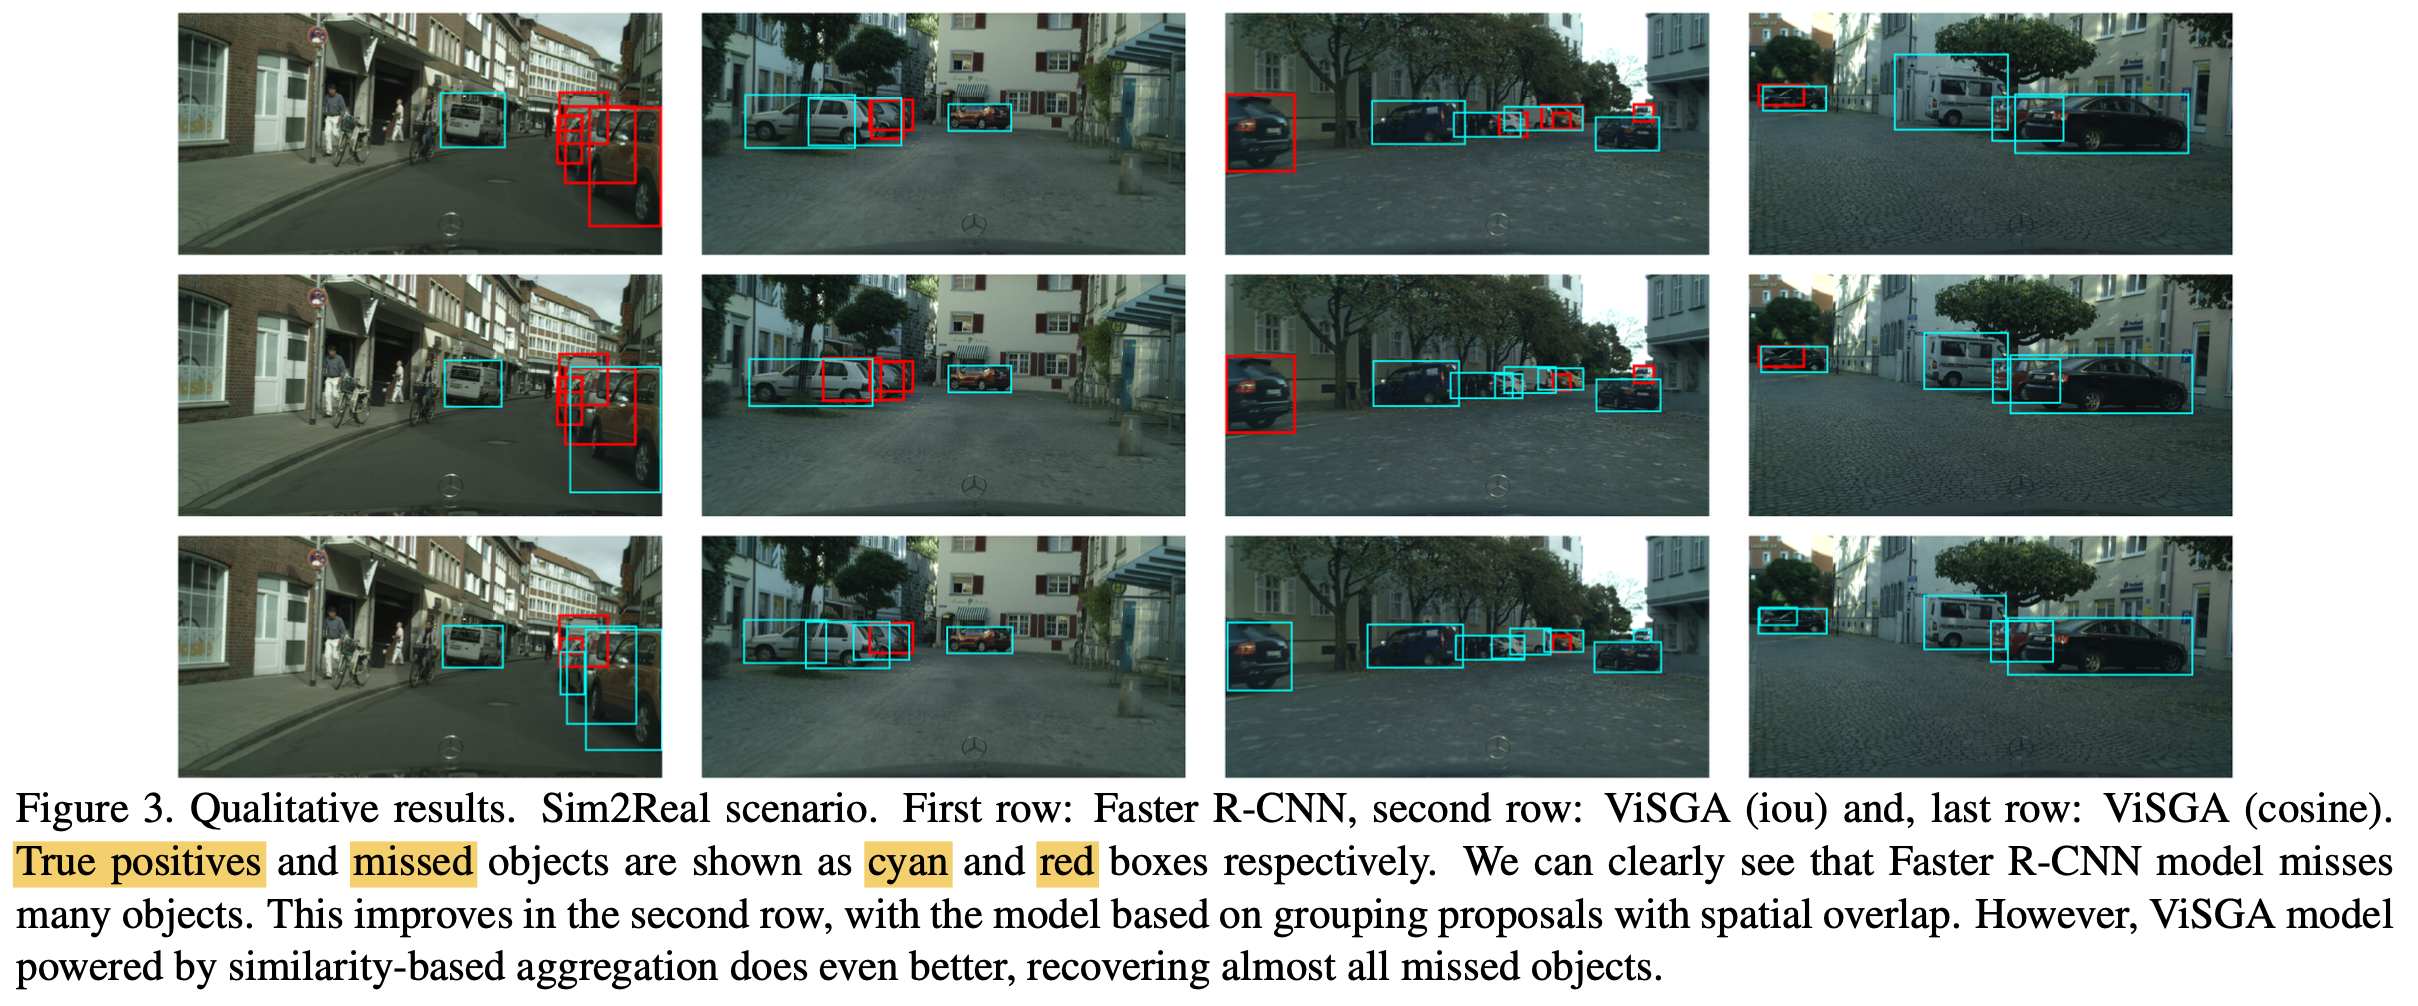 Figure 3. Qualitative results. Sim2Real scenario. First row: Faster R-CNN, second row: ViSGA (iou) and, last row: ViSGA (cosine).
True positives and missed objects are shown as cyan and red boxes respectively. We can clearly see that Faster R-CNN model misses
many objects. This improves in the second row, with the model based on grouping proposals with spatial overlap. However, ViSGA model
powered by similarity-based aggregation does even better, recovering almost all missed objects.